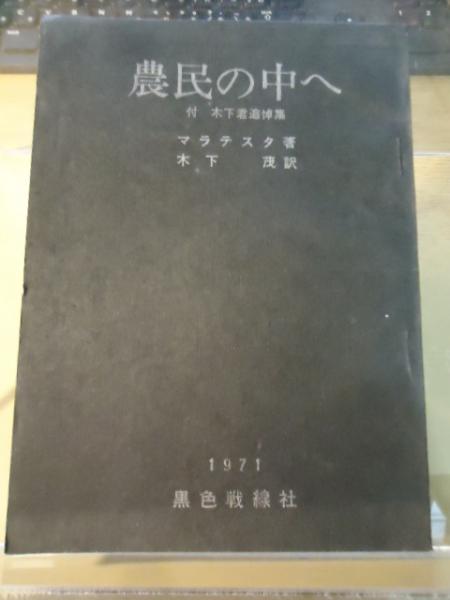 農民の中へ
付 木下君追悼集
マラテスタ著
木下 茂訳
1971
黒色戦線社